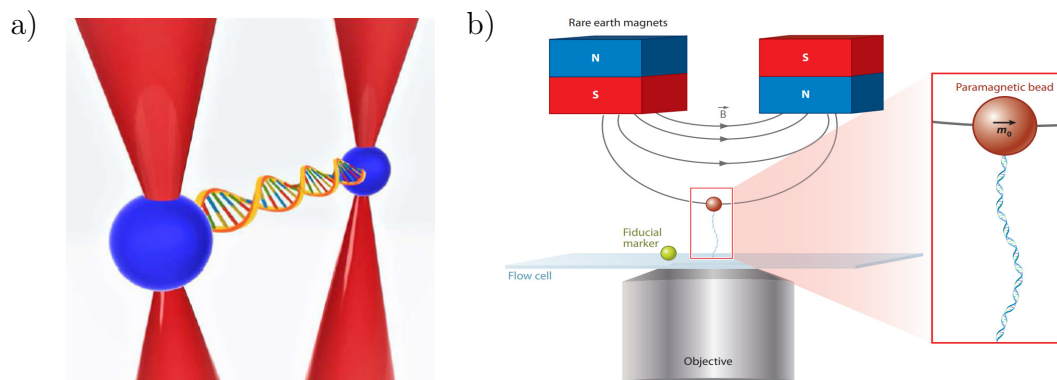 a)
b)
Rare earth magnets
N
S
S
N
B
Paramagnetic bead
m₀
Fiducial
marker
Flow cell
Objective